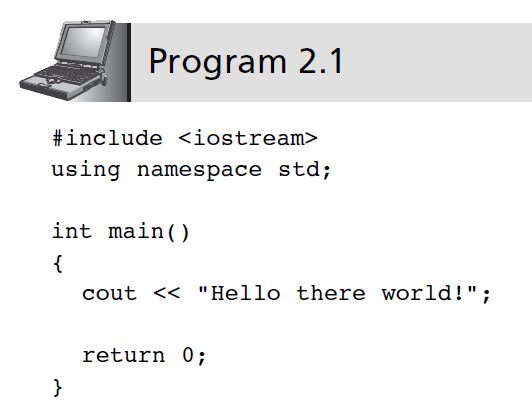 Program 2.1
#include <iostream>
using namespace std;
int main()
{
cout << "Hello there world!";
return 0;
}